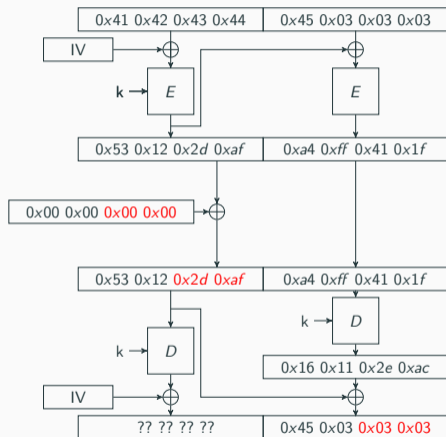 0x41 0x42 0x43 0x44 0x45 0x03 0x03 0x03
IV
k E E
0x53 0x12 0x2d 0xaf 0xa4 0xff 0x41 0x1f
0x00 0x00 0x00 0x00
0x53 0x12 0x2d 0xaf 0xa4 0xff 0x41 0x1f
k D
k D
0x16 0x11 0x2e 0xac
IV
?? ?? ?? ?? 0x45 0x03 0x03 0x03